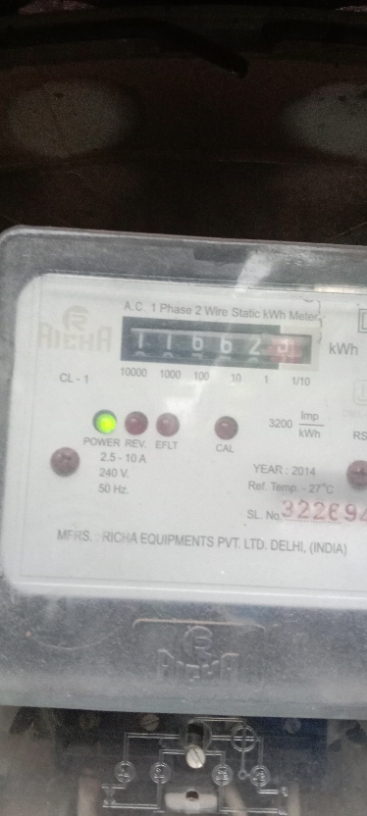 A.C. 1 Phase 2 Wire Static kWh Meter
RICHA
11662
kWh
CL - 1
10000 1000 100 10 1 1/10
3200 Imp/kWh
POWER REV. EFLT CAL
2.5 - 10 A
240 V.
50 Hz.
YEAR : 2014
Ref. Temp. - 27°C
SL. No.
MFRS. : RICHA EQUIPMENTS PVT. LTD. DELHI, (INDIA)
RICHA